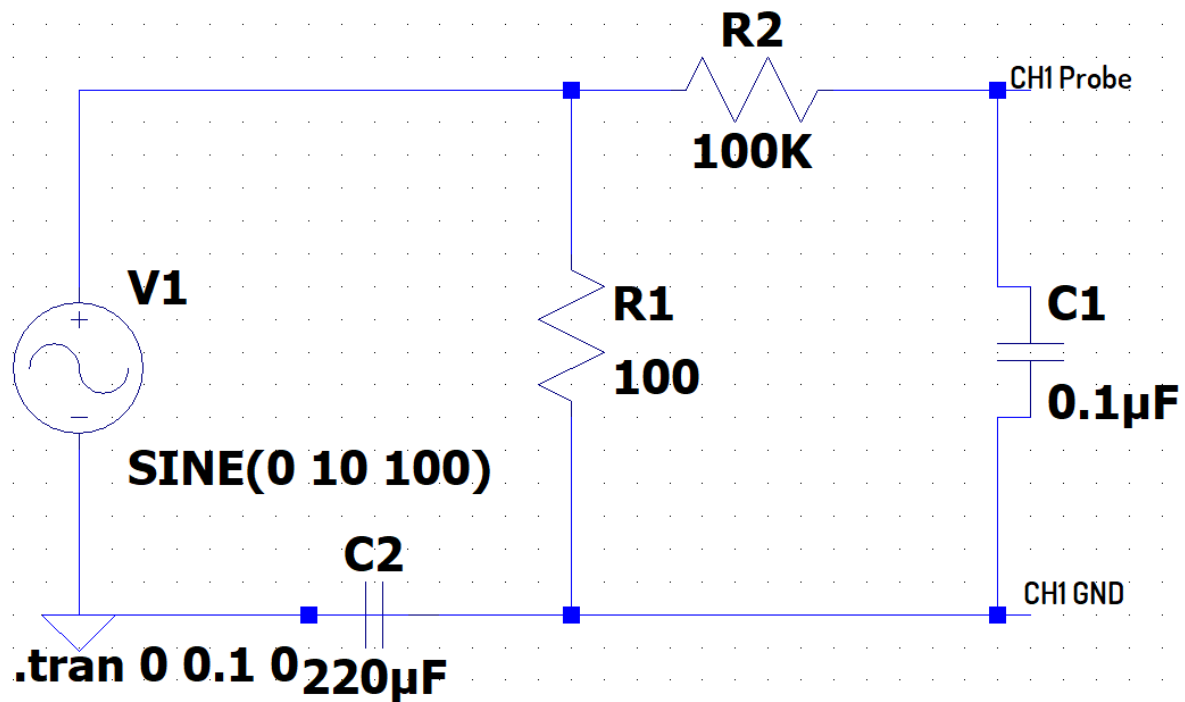 R2
CH1 Probe
100K
V1
R1
C1
100
0.1µF
SINE(0 10 100)
C2
CH1 GND
.tran 0 0.1 0
220µF